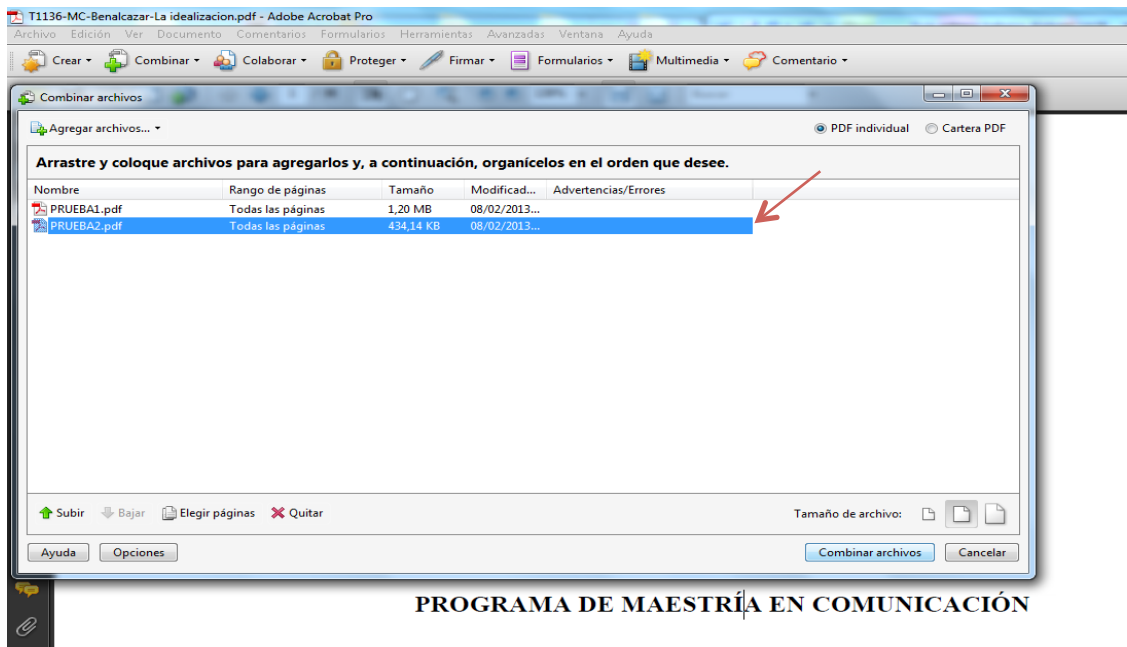 T1136-MC-Benalcazar-La idealizacion.pdf - Adobe Acrobat Pro
Archivo Edición Ver Documento Comentarios Formularios Herramientas Avanzadas Ventana Ayuda
Crear Combinar Colaborar Proteger Firmar Formularios Multimedia Comentario
Combinar archivos
Agregar archivos... PDF individual Cartera PDF
Arrastre y coloque archivos para agregarlos y, a continuación, organícelos en el orden que desee.
Nombre Rango de páginas Tamaño Modificad... Advertencias/Errores
PRUEBA1.pdf Todas las páginas 1,20 MB 08/02/2013...
PRUEBA2.pdf Todas las páginas 434,14 KB 08/02/2013...
Subir Bajar Elegir páginas Quitar Tamaño de archivo:
Ayuda Opciones Combinar archivos Cancelar
PROGRAMA DE MAESTRÍA EN COMUNICACIÓN